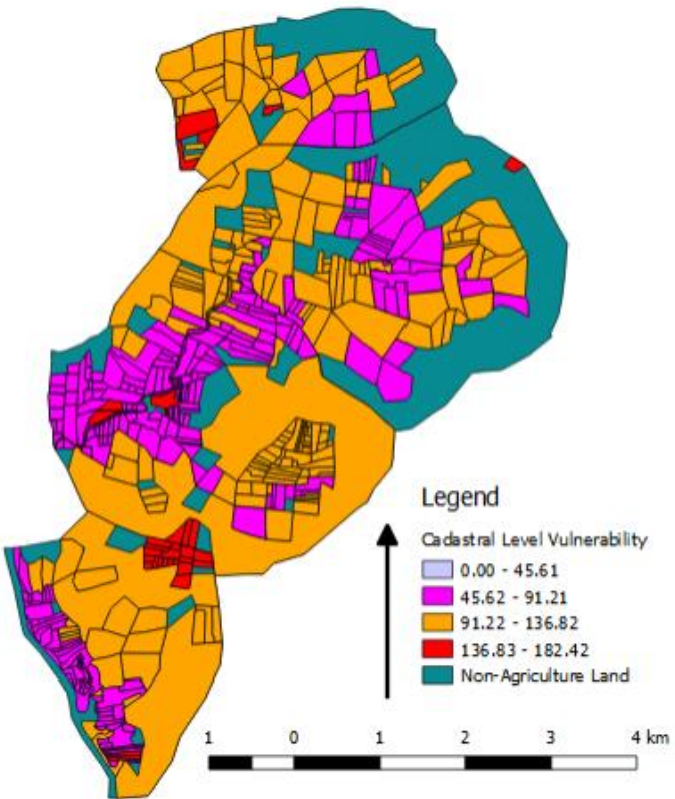 Legend
Cadastral Level Vulnerability
0.00 - 45.61
45.62 - 91.21
91.22 - 136.82
136.83 - 182.42
Non-Agriculture Land
1 0 1 2 3 4 km